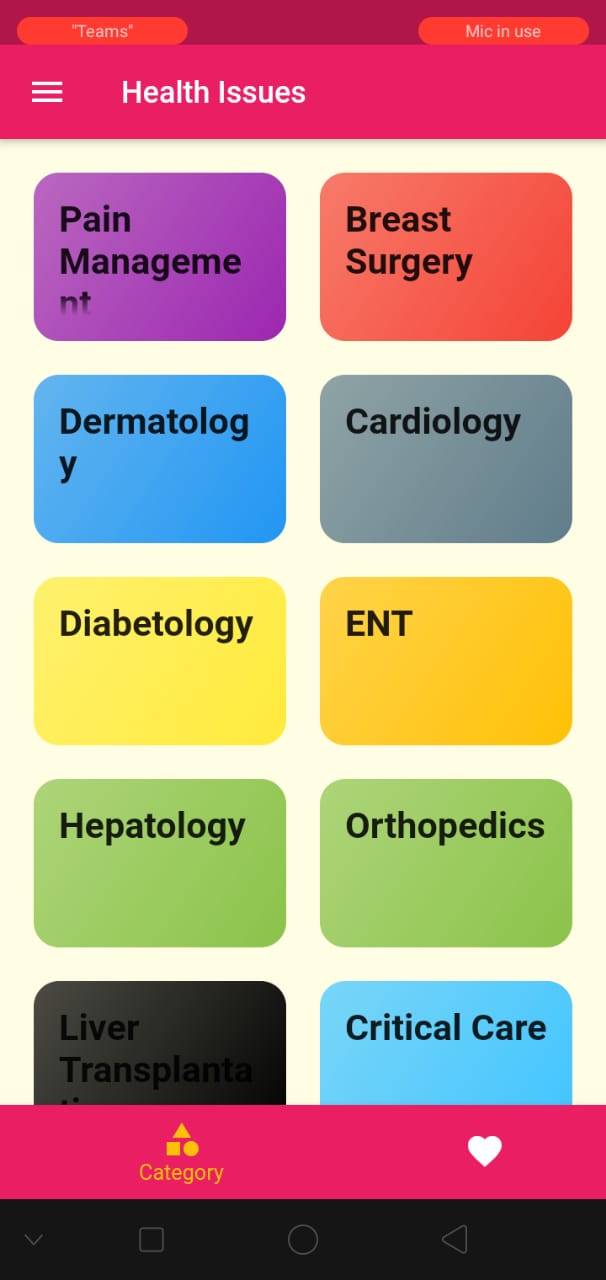 "Teams"
Mic in use
Health Issues
Pain
Manageme
nt
Breast
Surgery
Dermatolog
y
Cardiology
Diabetology
ENT
Hepatology
Orthopedics
Liver
Transplanta
ti
Critical Care
Category